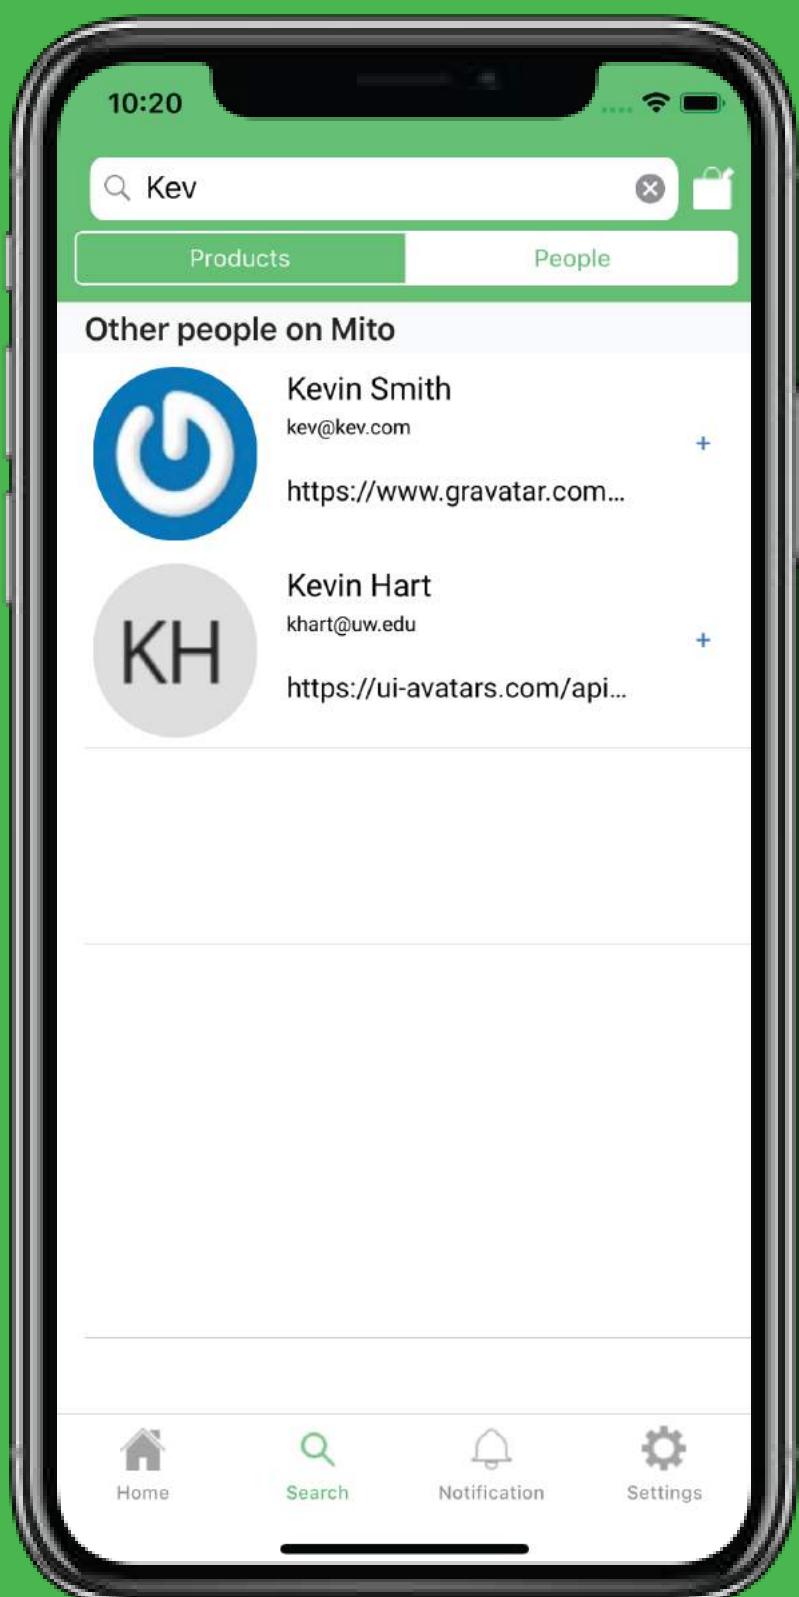 10:20
Kev
Products People
Other people on Mito
Kevin Smith
kev@kev.com
https://www.gravatar.com...
KH
Kevin Hart
khart@uw.edu
https://ui-avatars.com/api...
Home Search Notification Settings